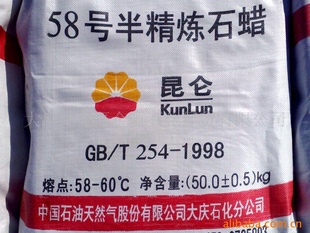 58号半精炼石蜡
昆仑
KunLun
GB/T 254-1998
熔点:58-60℃ 净含量:(50.0±0.5)kg
中国石油天然气股份有限公司大庆石化分公司